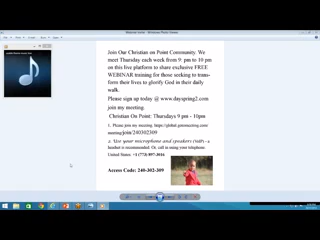 Join Our Christian on Point Community. We
meet Thursday each week from 9: pm to 10 pm
on this live platform to share exclusive FREE
WEBINAR training for those seeking to trans-
form their lives to glorify God in their daily
walk.
Please sign up today @ www.dayspring2.com
join my meeting.
Christian On Point: Thursdays 9 pm - 10pm
1. Please join my meeting. https://global.gotomeeting.com/
meeting/join/240302309
2. Use your microphone and speakers (VoIP) - a
headset is recommended. Or, call in using your telephone.
United States: +1 (773) 897-3016
Access Code: 240-302-309